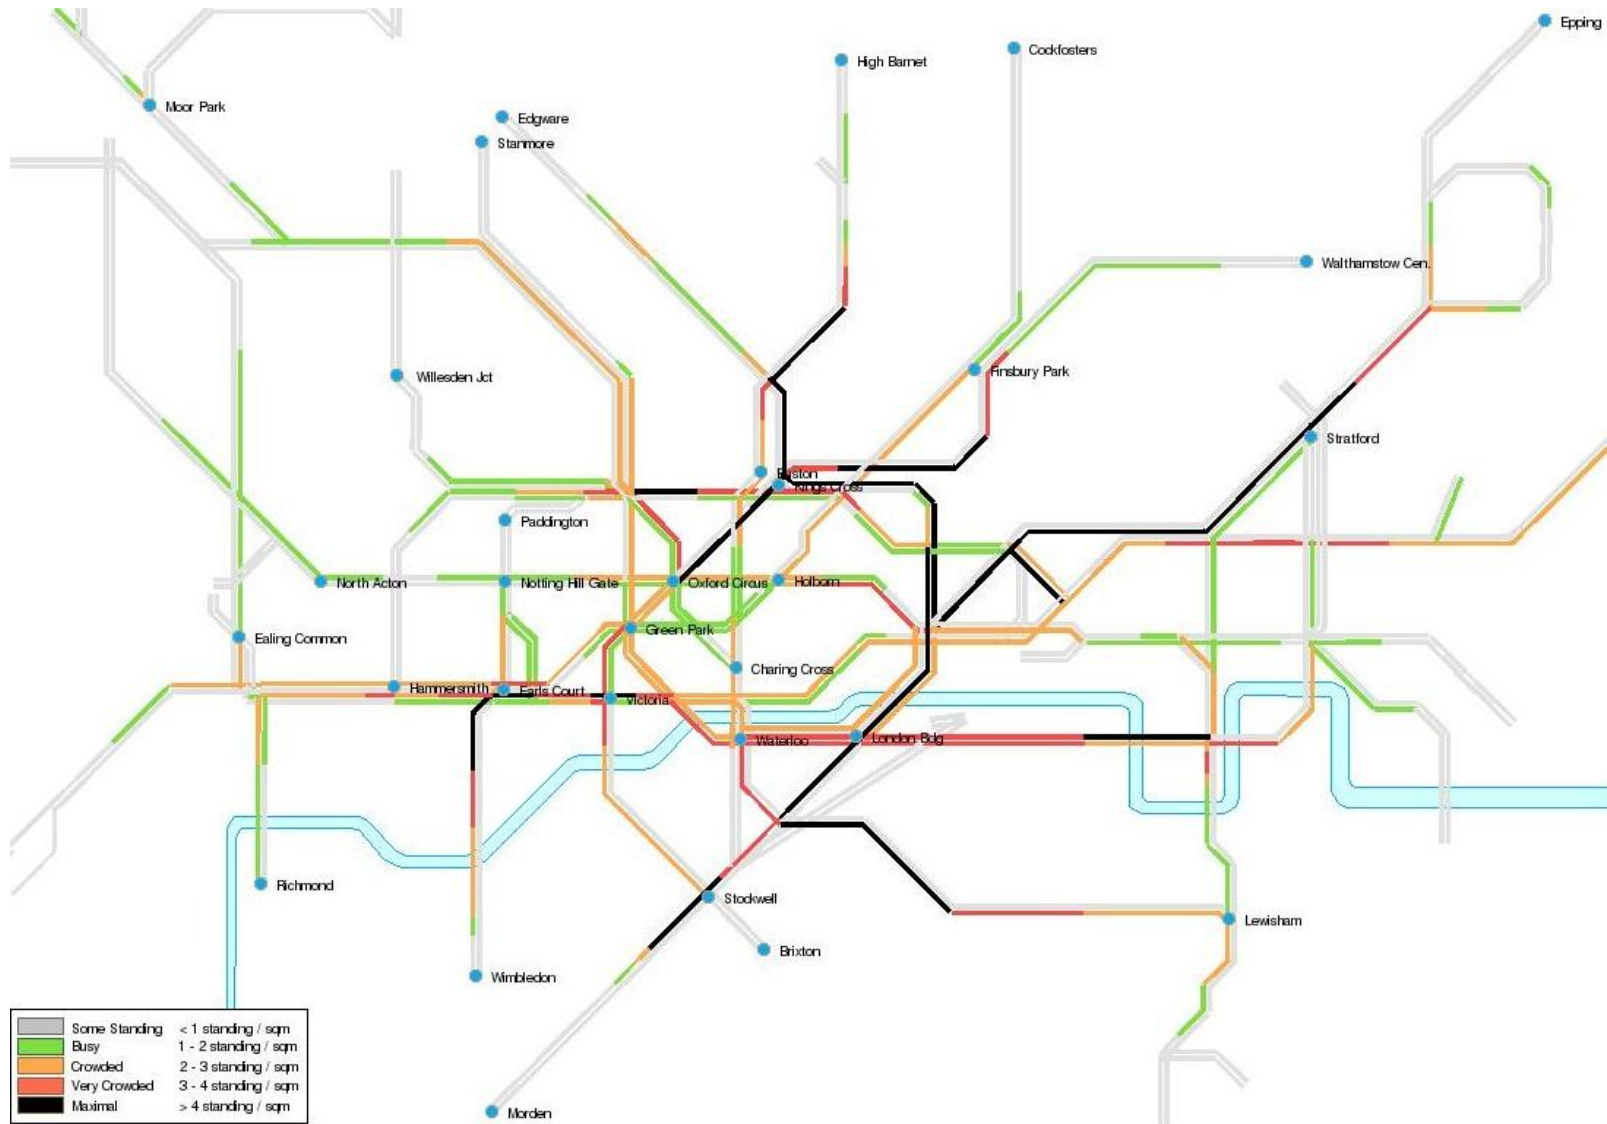 Epping
Cockfosters
High Barnet
Moor Park
Edgware
Stanmore
Walthamstow Cen.
Finsbury Park
Willesden Jct
Stratford
Euston
Kings Cross
Paddington
North Acton
Notting Hill Gate
Oxford Circus
Holborn
Ealing Common
Green Park
Charing Cross
Hammersmith
Earls Court
Victoria
Waterloo
London Bdg
Richmond
Stockwell
Lewisham
Brixton
Wimbledon
Morden
Some Standing < 1 standing / sqm
Busy 1 - 2 standing / sqm
Crowded 2 - 3 standing / sqm
Very Crowded 3 - 4 standing / sqm
Maximal > 4 standing / sqm